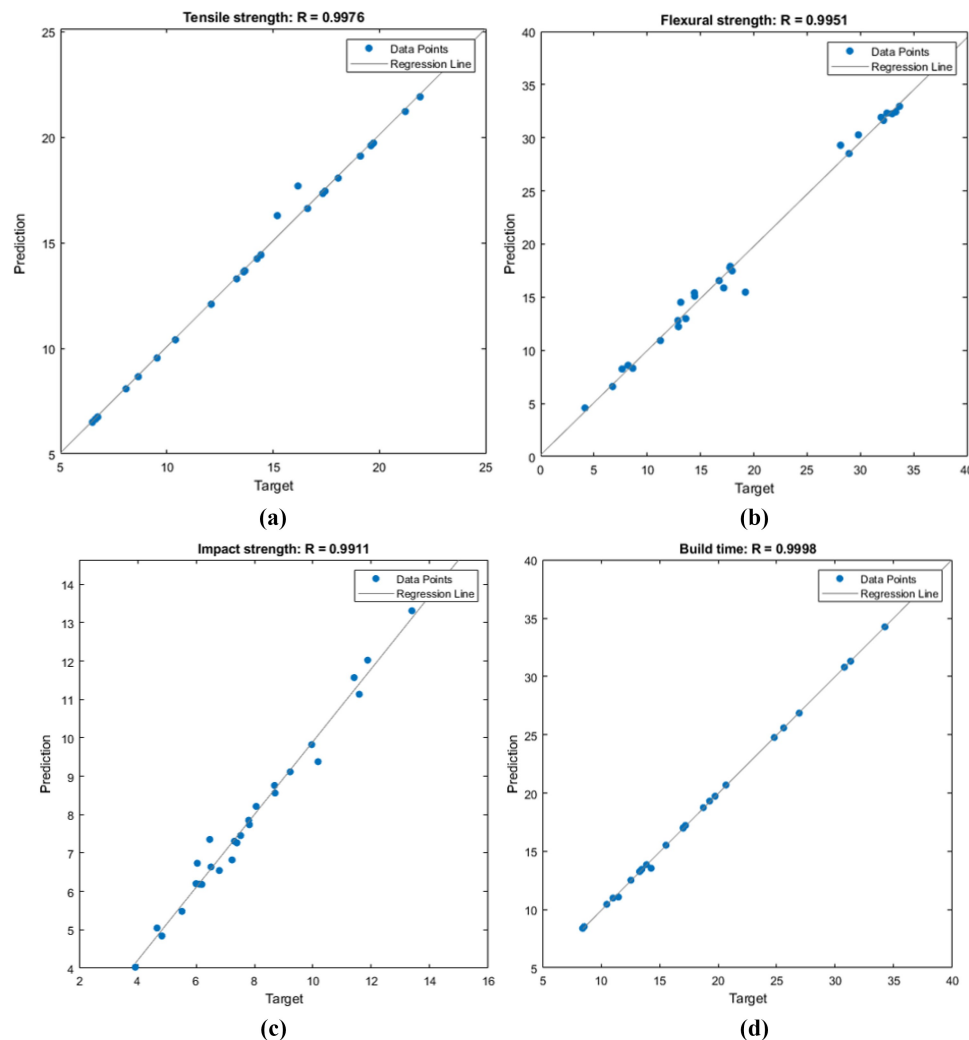 Tensile strength: R = 0.9976
25
20
15
10
5
Prediction
Data Points
Regression Line
5 10 15 20 25
Target
(a)
Flexural strength: R = 0.9951
40
35
30
25
20
15
10
5
0
Prediction
Data Points
Regression Line
0 5 10 15 20 25 30 35 40
Target
(b)
Impact strength: R = 0.9911
14
13
12
11
10
9
8
7
6
5
4
Prediction
Data Points
Regression Line
2 4 6 8 10 12 14 16
Target
(c)
Build time: R = 0.9998
40
35
30
25
20
15
10
5
Prediction
Data Points
Regression Line
5 10 15 20 25 30 35 40
Target
(d)